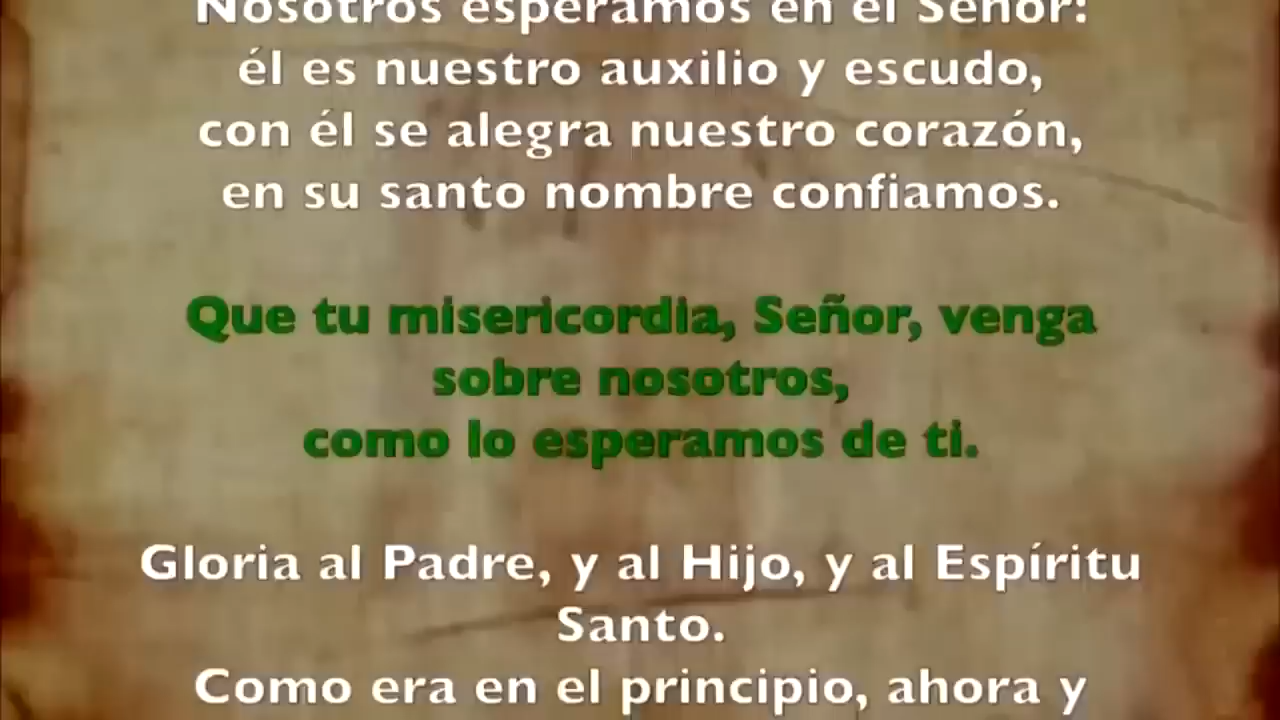 Nosotros esperamos en el Señor:
él es nuestro auxilio y escudo,
con él se alegra nuestro corazón,
en su santo nombre confiamos.
Que tu misericordia, Señor, venga
sobre nosotros,
como lo esperamos de ti.
Gloria al Padre, y al Hijo, y al Espíritu
Santo.
Como era en el principio, ahora y